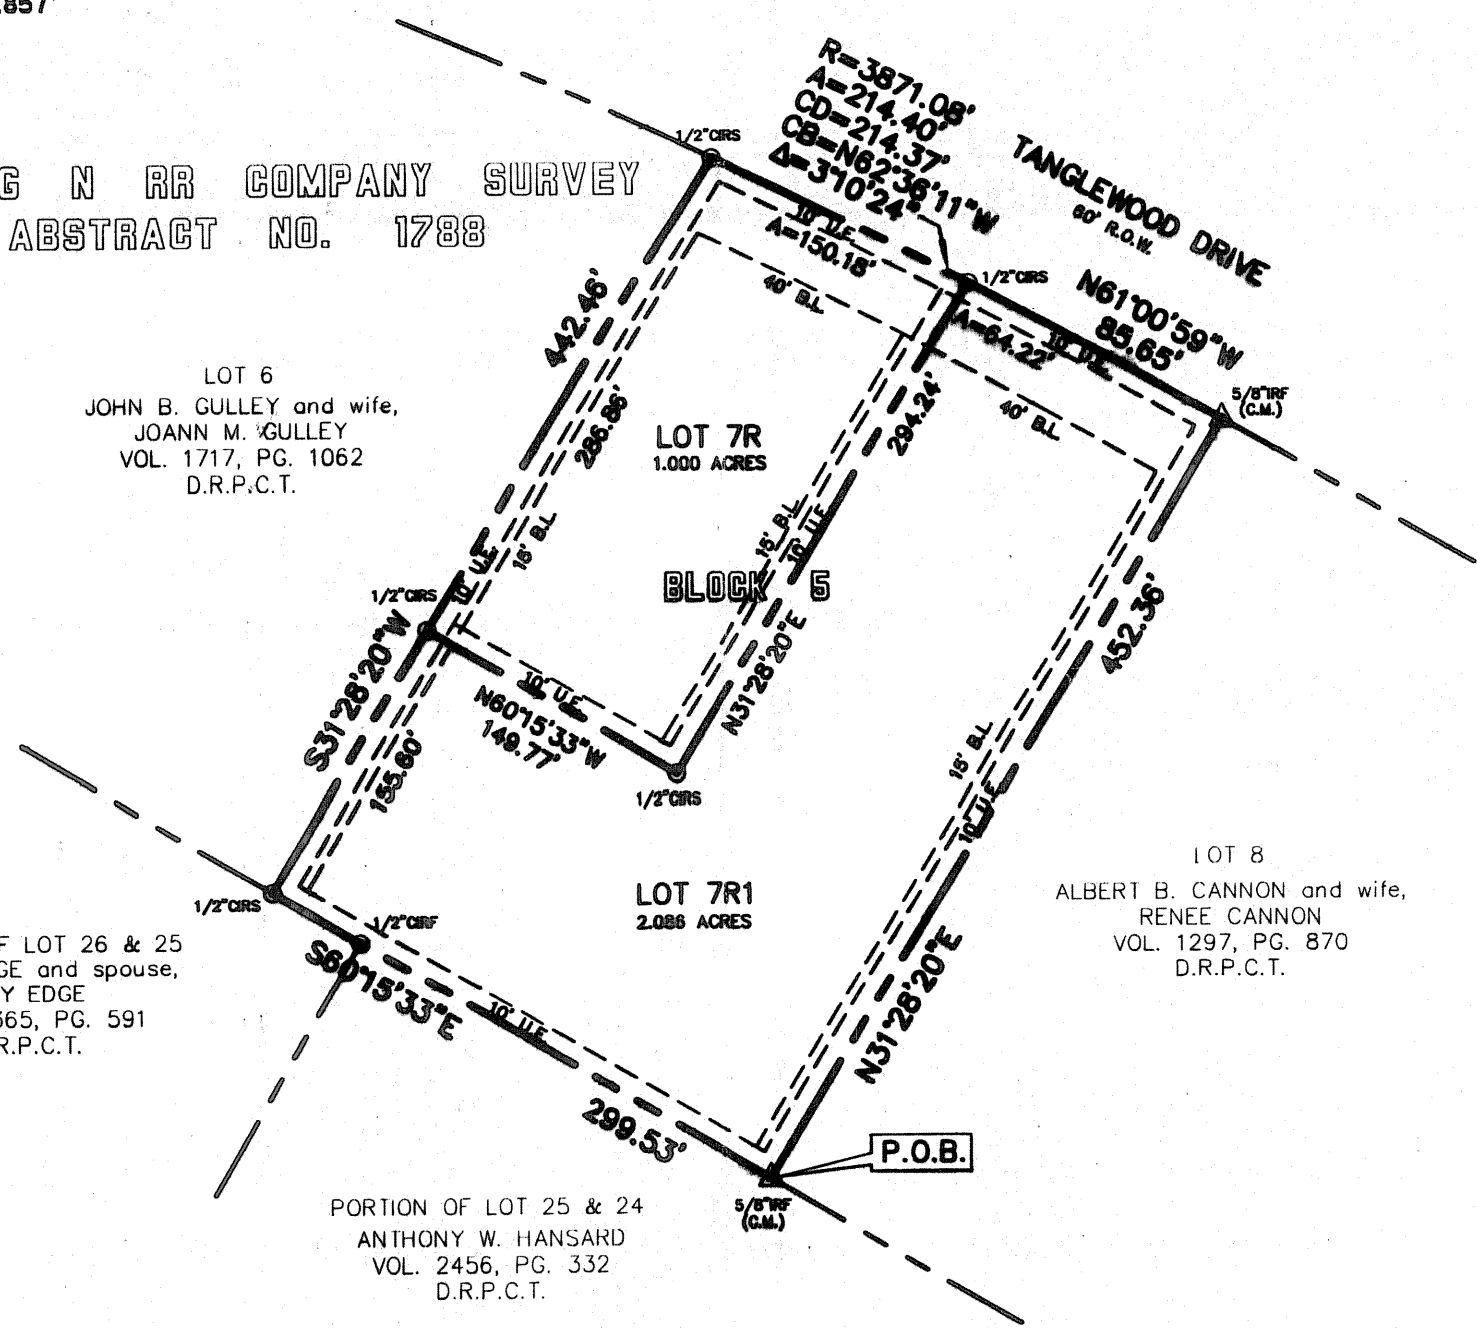 R=3871.08'
A=214.40'
CD=214.37'
CB=N62°36'11"W
Δ=3°10'24"
TANGLEWOOD DRIVE
60' R.O.W.
1/2"CIRS
G N RR COMPANY SURVEY
ABSTRACT NO. 1788
10' U.E.
A=150.18'
40' B.L.
1/2"CIRS
N61°00'59"W
85.65'
A=64.22'
10' U.E.
40' B.L.
5/8"IRF
(C.M.)
442.46'
286.86'
294.24'
LOT 6
JOHN B. GULLEY and wife,
JOANN M. GULLEY
VOL. 1717, PG. 1062
D.R.P.C.T.
LOT 7R
1.000 ACRES
15' B.L.
10' U.E.
15' B.L.
10' U.E.
BLOCK 5
1/2"CIRS
S31°28'20"W
N31°28'20"E
452.36'
10' U.E.
N60°15'33"W
149.77'
155.60'
1/2"CIRS
15' B.L.
10' U.E.
LOT 7R1
2.086 ACRES
LOT 8
ALBERT B. CANNON and wife,
RENEE CANNON
VOL. 1297, PG. 870
D.R.P.C.T.
1/2"CIRS
1/2"CIRF
F LOT 26 & 25
GE and spouse,
Y EDGE
365, PG. 591
R.P.C.T.
S60°15'33"E
10' U.E.
299.53'
N31°28'20"E
P.O.B.
5/8"IRF
(C.M.)
PORTION OF LOT 25 & 24
ANTHONY W. HANSARD
VOL. 2456, PG. 332
D.R.P.C.T.